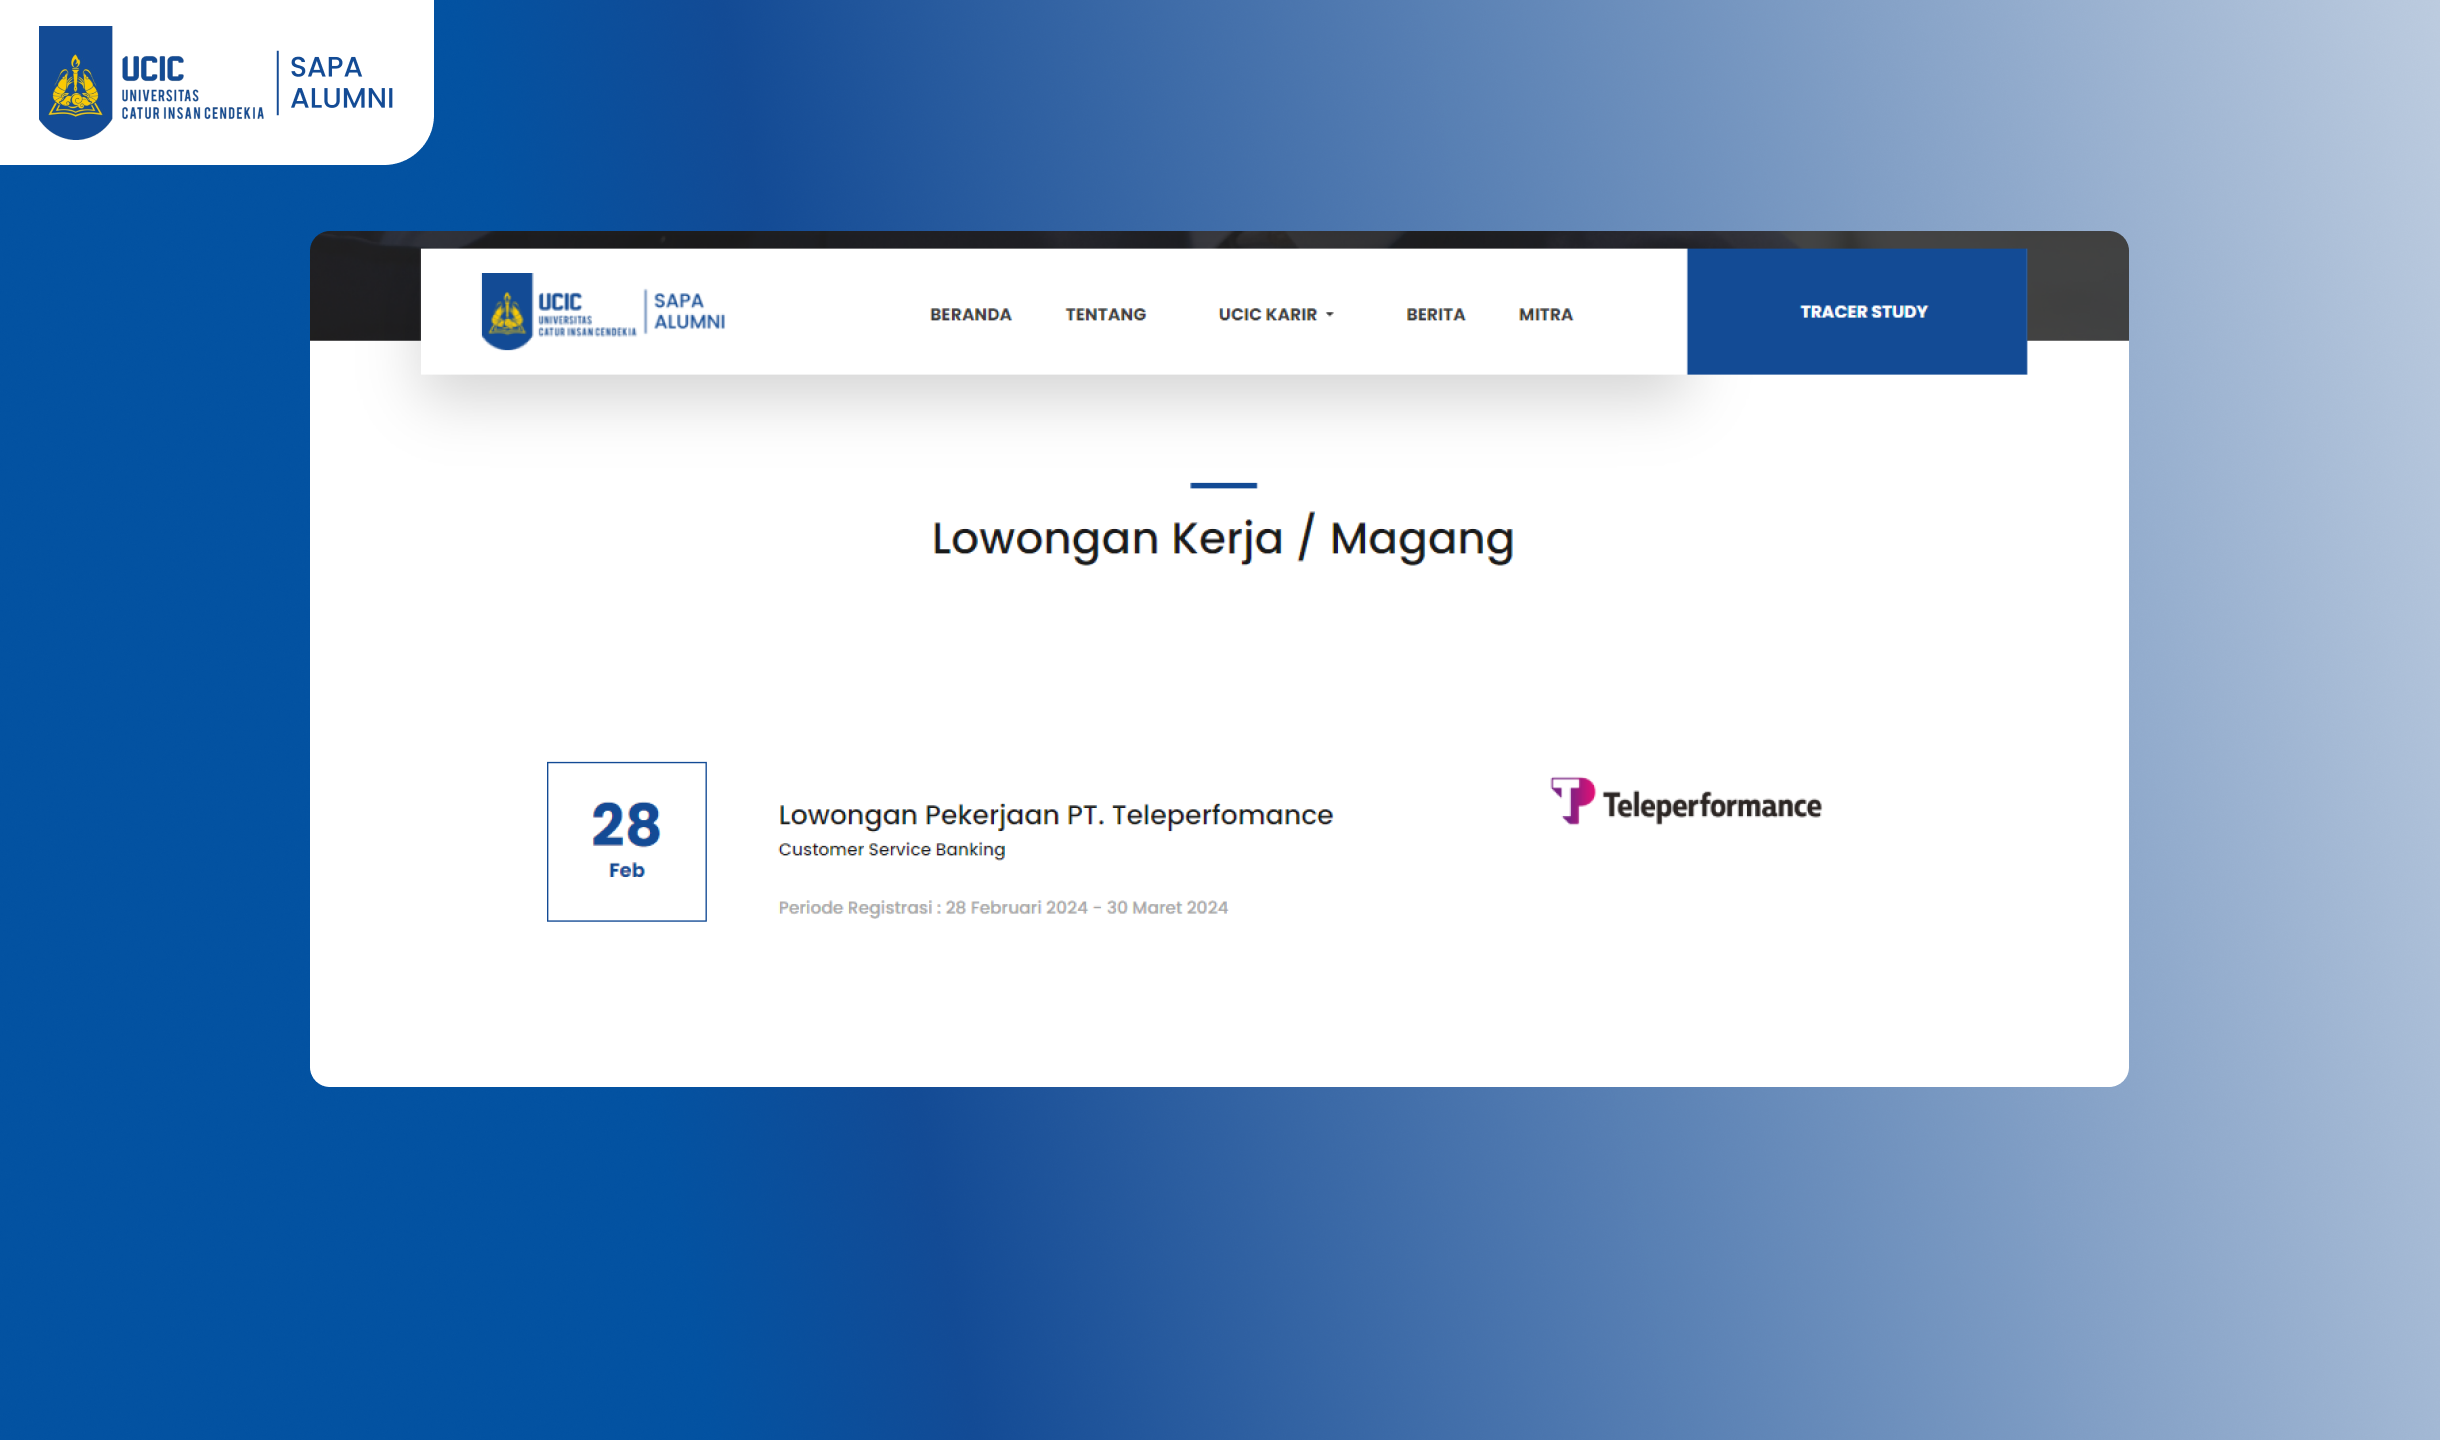 UCIC
UNIVERSITAS
CATUR INSAN CENDEKIA
SAPA
ALUMNI
UCIC
UNIVERSITAS
CATUR INSAN CENDEKIA
SAPA
ALUMNI
BERANDA
TENTANG
UCIC KARIR
BERITA
MITRA
TRACER STUDY
Lowongan Kerja / Magang
28
Feb
Lowongan Pekerjaan PT. Teleperfomance
Customer Service Banking
Periode Registrasi : 28 Februari 2024 - 30 Maret 2024
TP Teleperformance